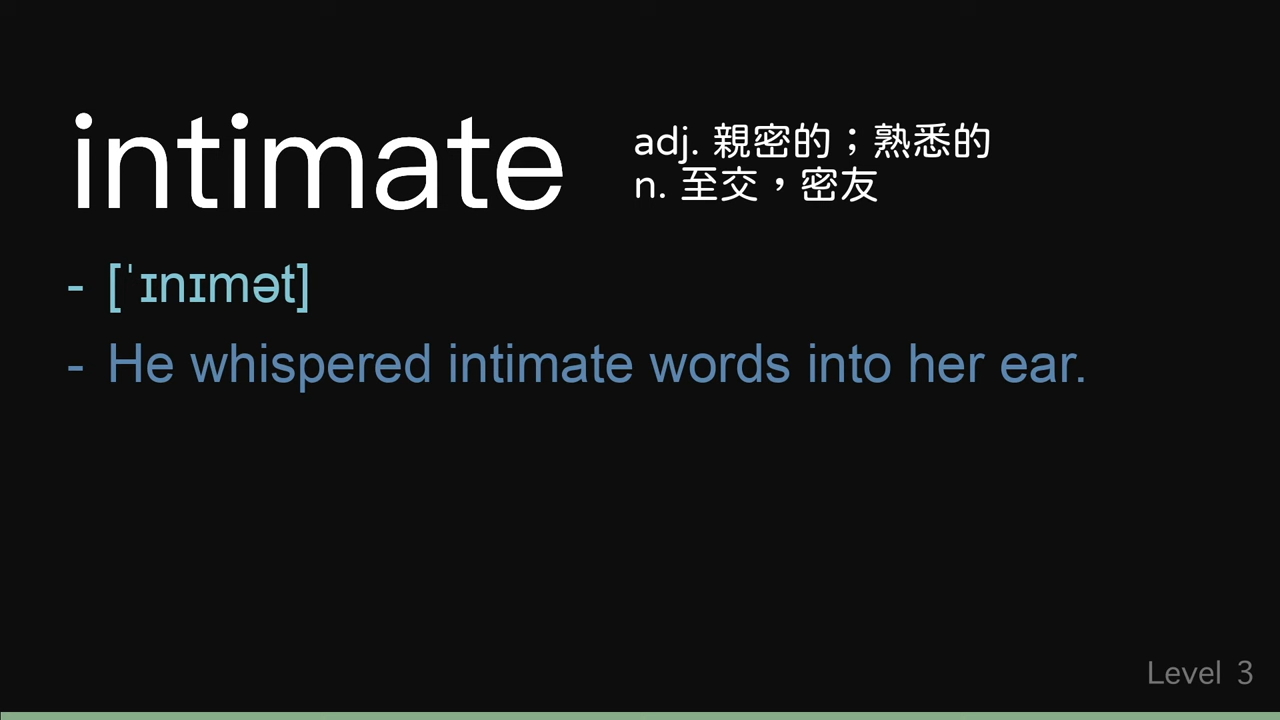 intimate
adj. 親密的；熟悉的
n. 至交，密友
- [ˈɪnɪmət]
- He whispered intimate words into her ear.
Level 3